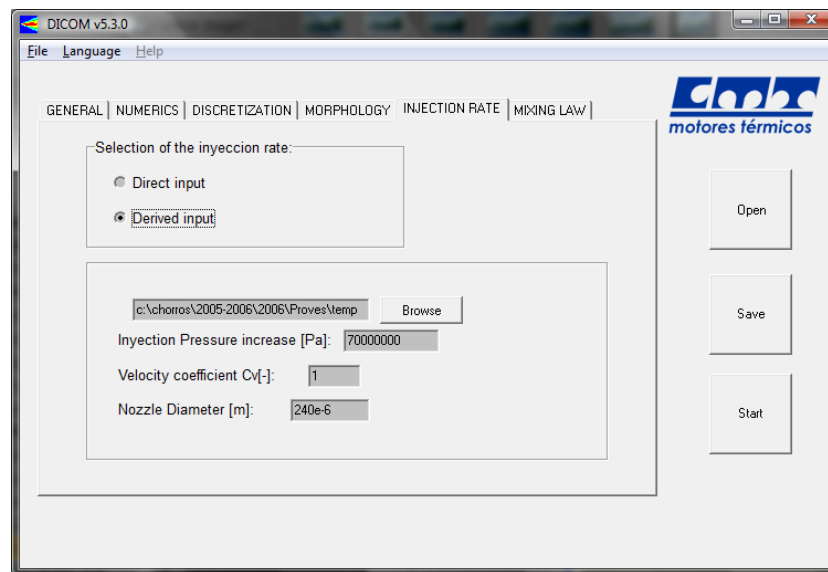 DICOM v5.3.0
File Language Help
GENERAL NUMERICS DISCRETIZATION MORPHOLOGY INJECTION RATE MIXING LAW
cmt
motores térmicos
Selection of the inyeccion rate:
Direct input
Derived input
Open
c:\chorros\2005-2006\2006\Proves\temp Browse
Save
Inyection Pressure increase [Pa]: 70000000
Velocity coefficient Cv[-]: 1
Nozzle Diameter [m]: 240e-6
Start